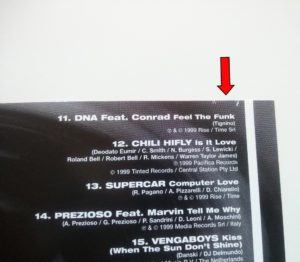 11. DNA Feat. Conrad Feel The Funk
(Tignino)
℗ & © 1999 Rise / Time Srl
12. CHILI HIFLY Is It Love
(Deodato Eumir / C. Smith / N. Burgess / S. Lewicki /
Roland Bell / Robert Bell / R. Mickens / Warren Taylor James)
℗ 1999 Pacifica Records
© 1999 Tinted Records / Central Station Pty Ltd
13. SUPERCAR Computer Love
(R. Pagano / A. Pizzarelli / D. Chiarello)
℗ & © 1999 Rise / Time
14. PREZIOSO Feat. Marvin Tell Me Why
(A. Prezioso / G. Prezioso / P. Sandrini / D. Leoni / A. Moschini)
℗ & © 1999 Media Records Srl / Italy
15. VENGABOYS Kiss
(When The Sun Don't Shine)
(Danski / DJ Delmundo)
The Netherlands